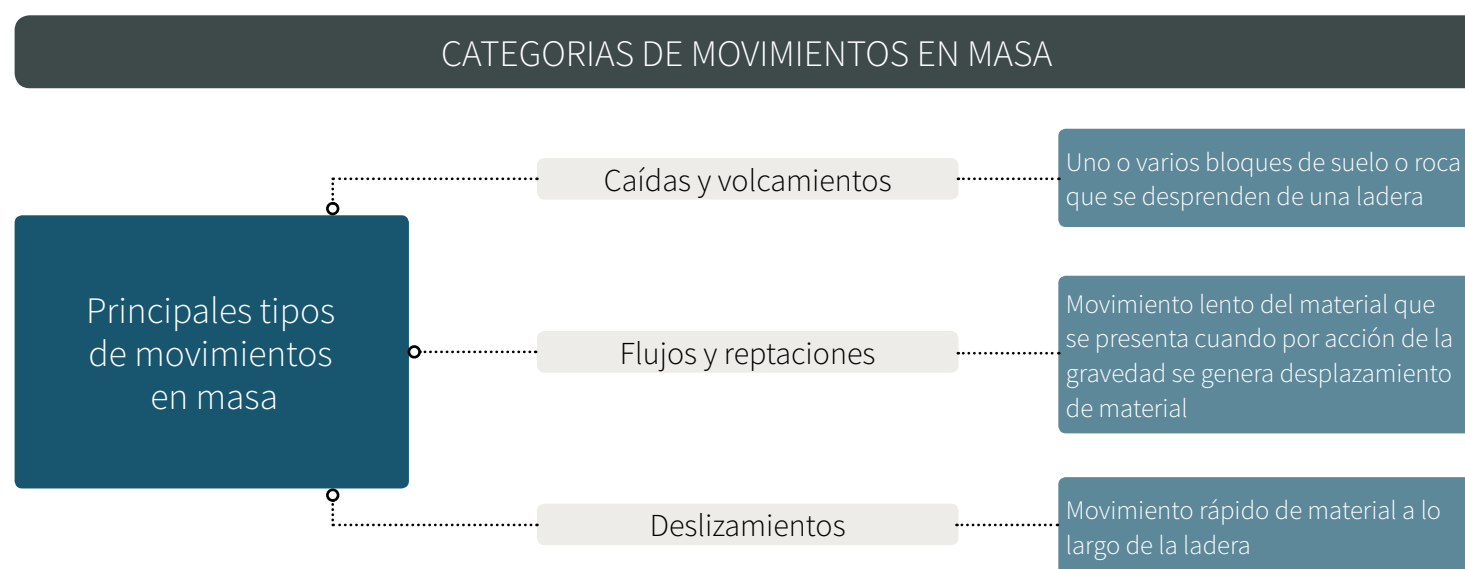 CATEGORIAS DE MOVIMIENTOS EN MASA
Principales tipos
de movimientos
en masa
Caídas y volcamientos
Uno o varios bloques de suelo o roca
que se desprenden de una ladera
Flujos y reptaciones
Movimiento lento del material que
se presenta cuando por acción de la
gravedad se genera desplazamiento
de material
Deslizamientos
Movimiento rápido de material a lo
largo de la ladera